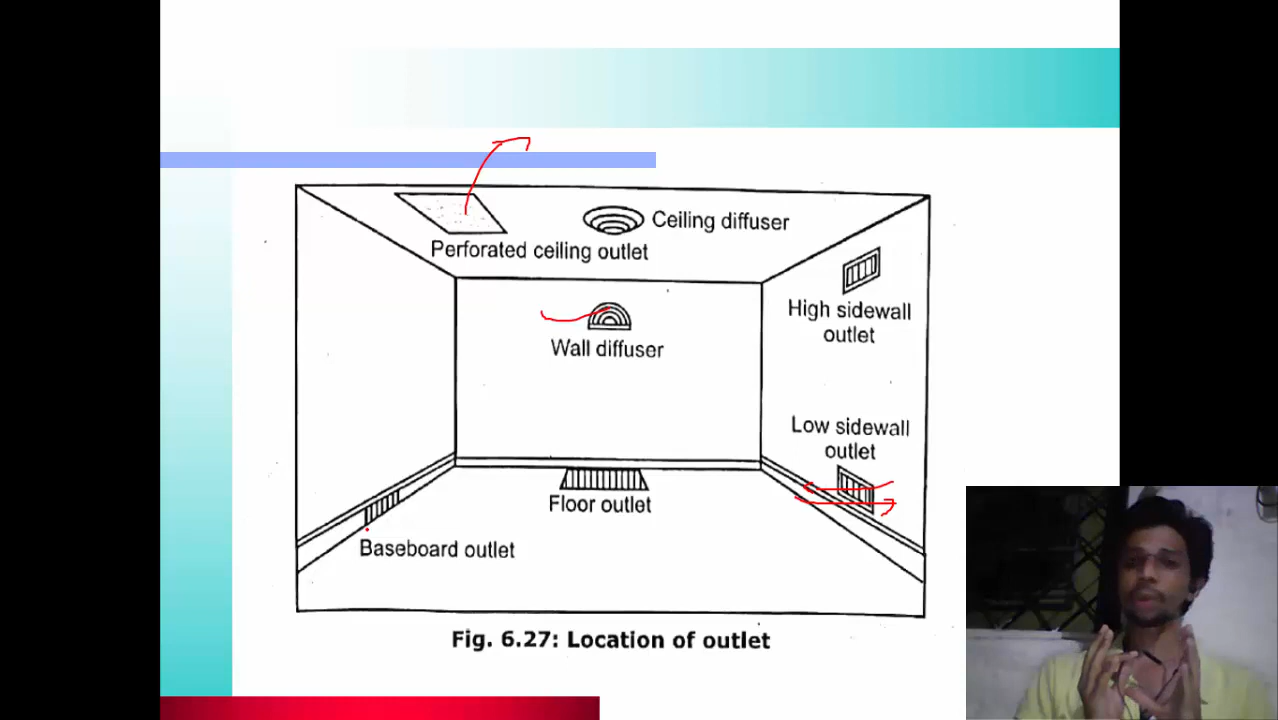 Ceiling diffuser
Perforated ceiling outlet
High sidewall
outlet
Wall diffuser
Low sidewall
outlet
Floor outlet
Baseboard outlet
Fig. 6.27: Location of outlet